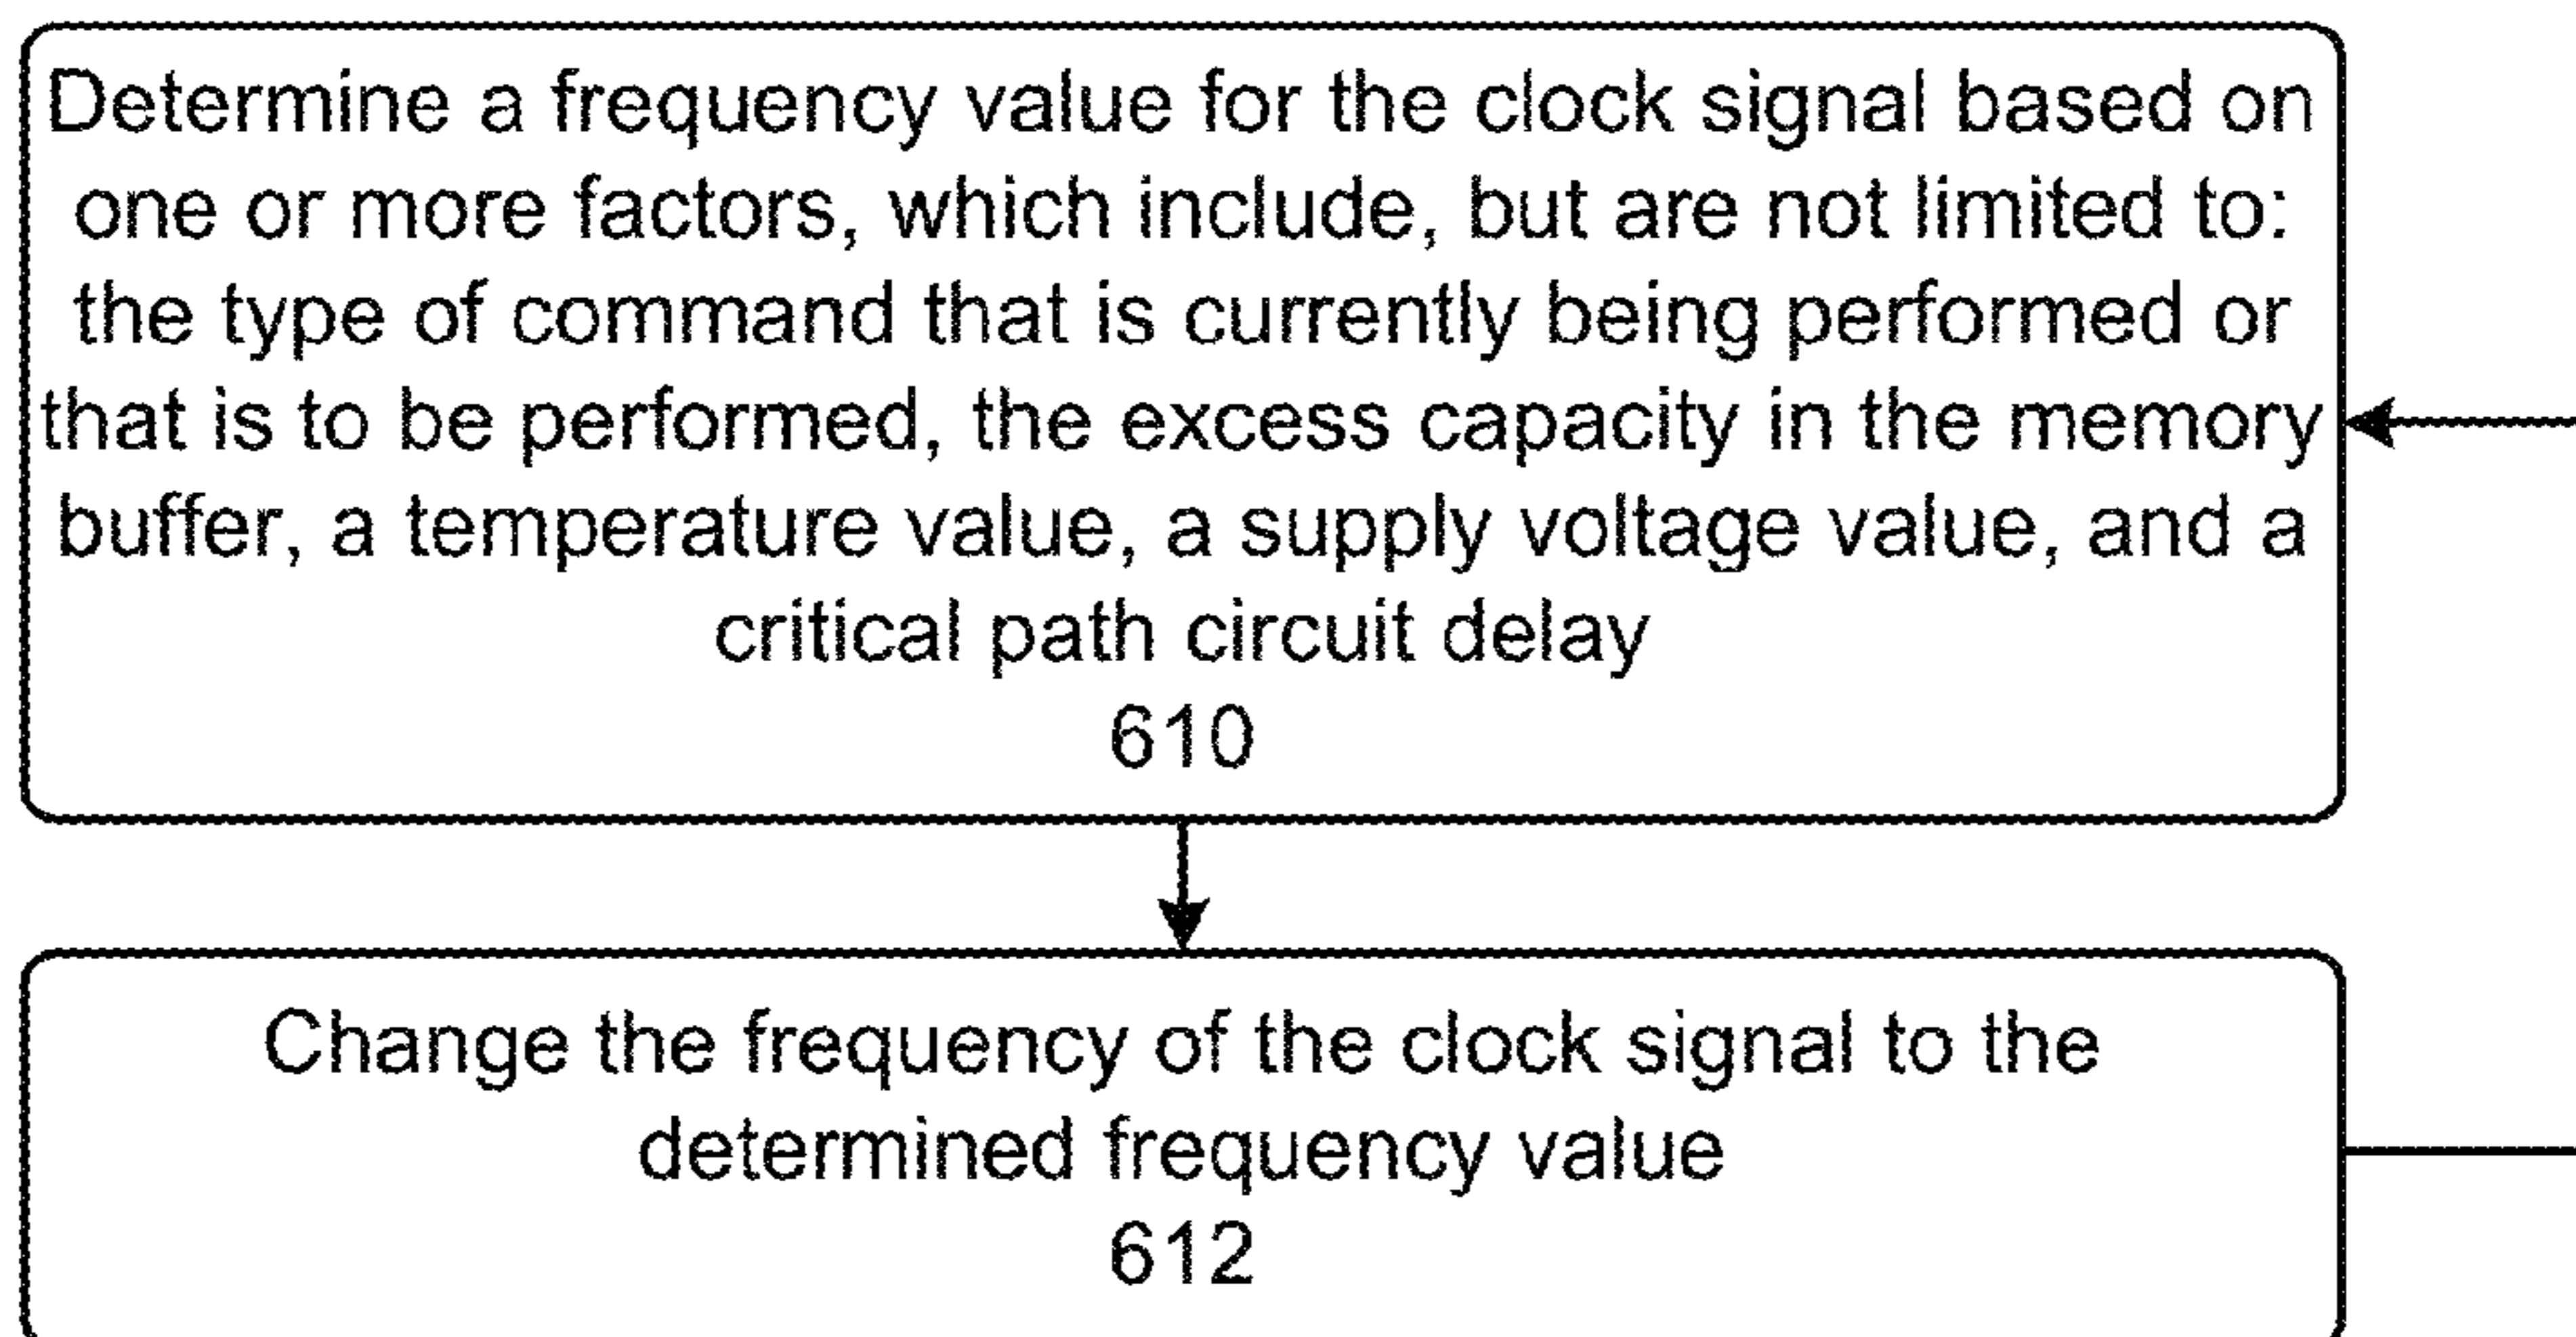 Determine a frequency value for the clock signal based on
one or more factors, which include, but are not limited to:
the type of command that is currently being performed or
that is to be performed, the excess capacity in the memory
buffer, a temperature value, a supply voltage value, and a
critical path circuit delay
610
Change the frequency of the clock signal to the
determined frequency value
612